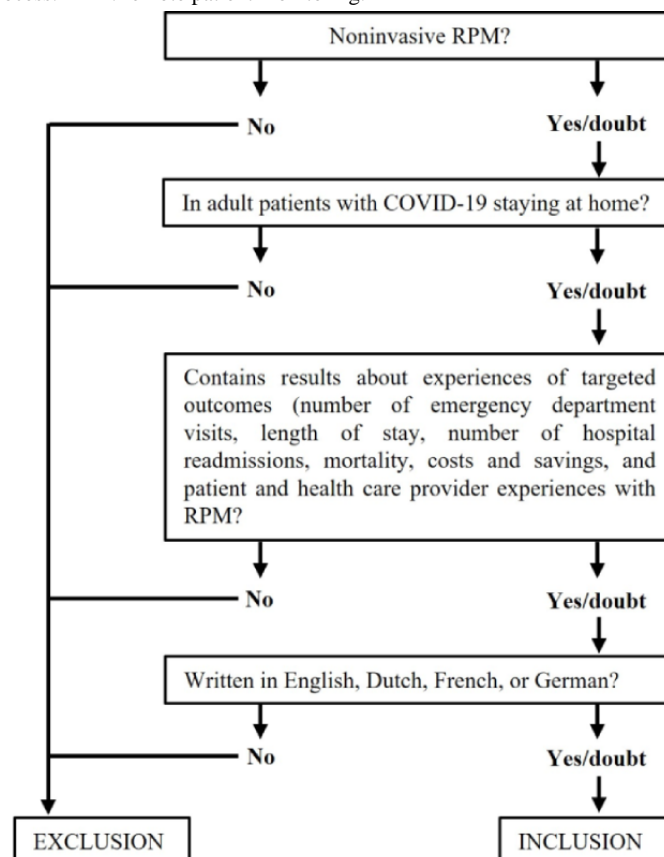 Noninvasive RPM?
No
Yes/doubt
In adult patients with COVID-19 staying at home?
No
Yes/doubt
Contains results about experiences of targeted
outcomes (number of emergency department
visits, length of stay, number of hospital
readmissions, mortality, costs and savings, and
patient and health care provider experiences with
RPM?
No
Yes/doubt
Written in English, Dutch, French, or German?
No
Yes/doubt
EXCLUSION
INCLUSION